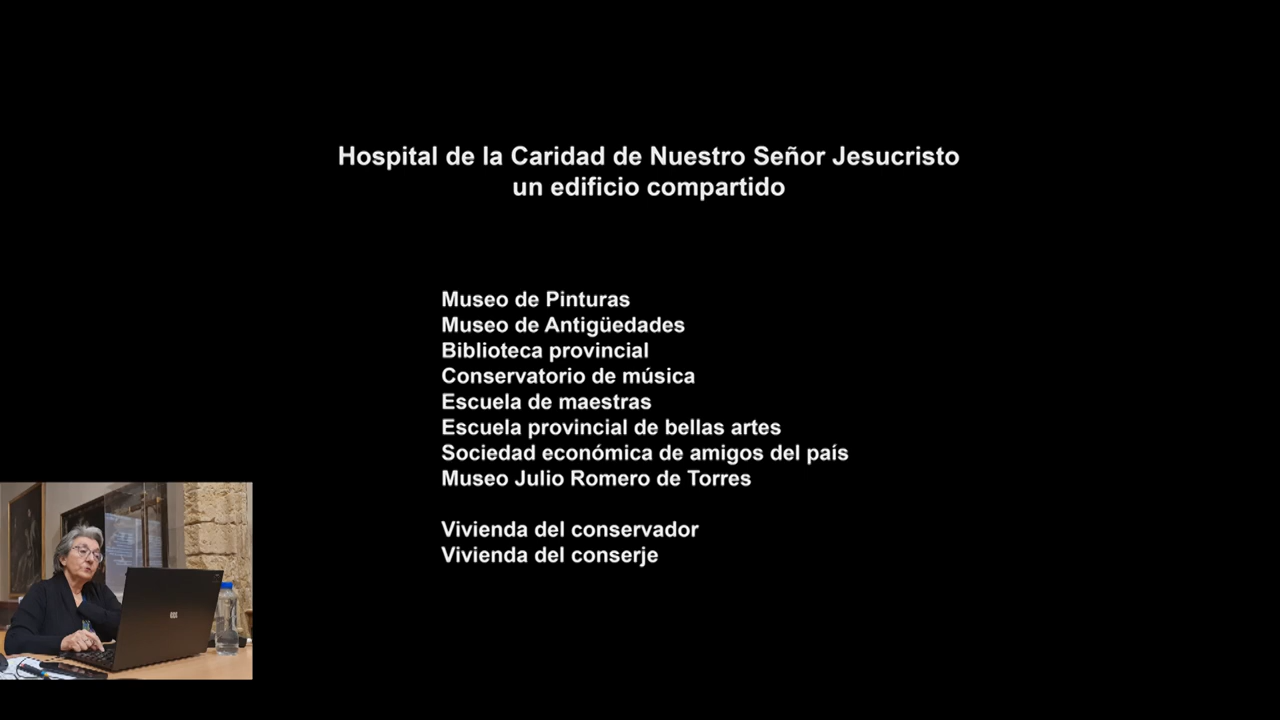 Hospital de la Caridad de Nuestro Señor Jesucristo
un edificio compartido
Museo de Pinturas
Museo de Antigüedades
Biblioteca provincial
Conservatorio de música
Escuela de maestras
Escuela provincial de bellas artes
Sociedad económica de amigos del país
Museo Julio Romero de Torres
Vivienda del conservador
Vivienda del conserje